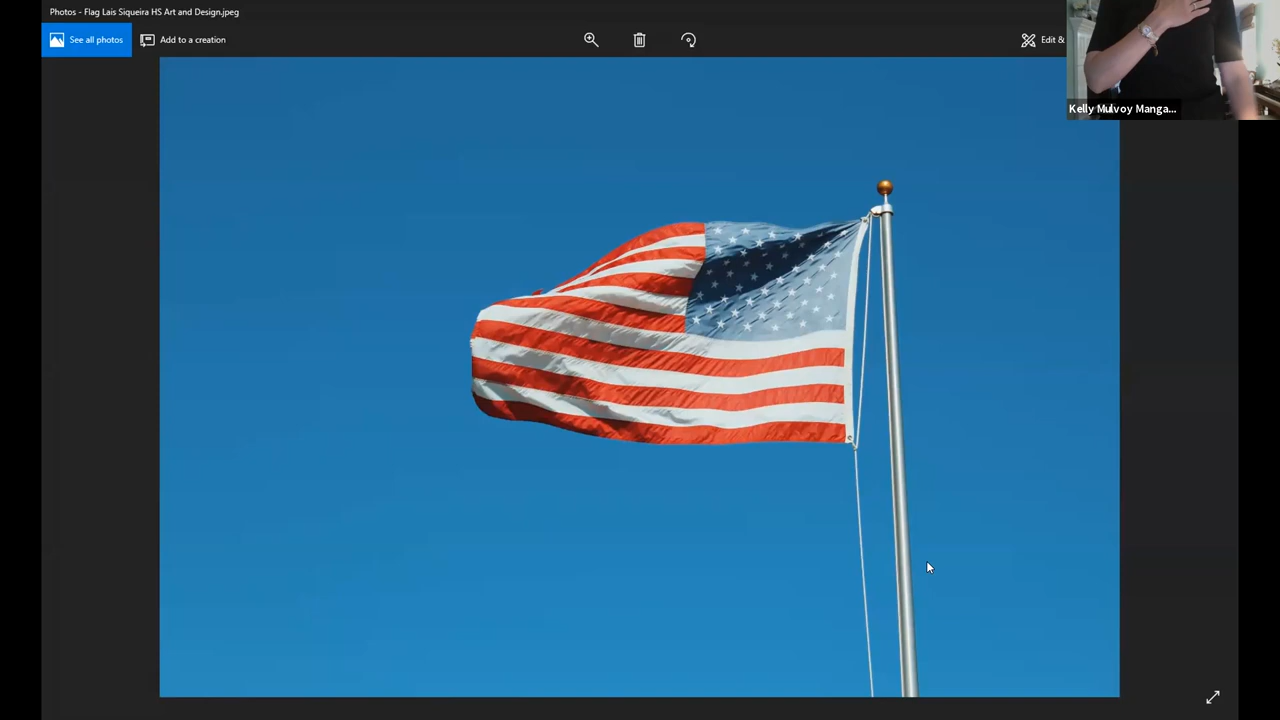 Photos - Flag Lais Siqueira HS Art and Design.jpeg
See all photos
Add to a creation
Edit &
Kelly Mulvoy Manga...